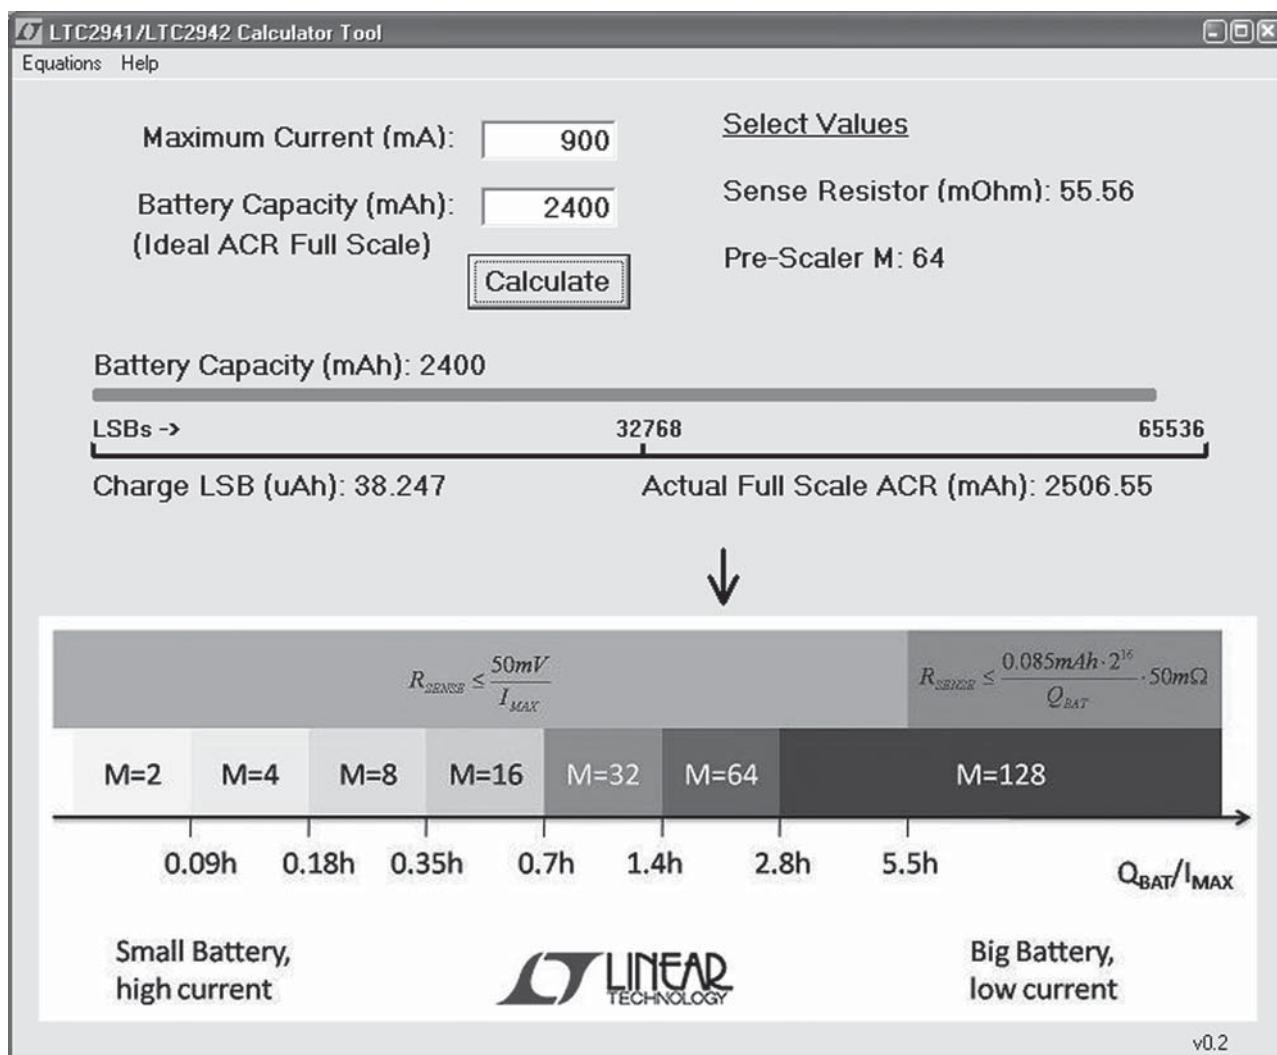 LTC2941/LTC2942 Calculator Tool
Equations Help
Maximum Current (mA): 900
Battery Capacity (mAh): 2400
(Ideal ACR Full Scale)
Calculate
Select Values
Sense Resistor (mOhm): 55.56
Pre-Scaler M: 64
Battery Capacity (mAh): 2400
LSBs -> 32768 65536
Charge LSB (uAh): 38.247 Actual Full Scale ACR (mAh): 2506.55
R_SENSE ≤ 50mV / I_MAX
R_SENSE ≤ 0.085mAh · 2^16 / Q_BAT · 50mΩ
M=2 M=4 M=8 M=16 M=32 M=64 M=128
0.09h 0.18h 0.35h 0.7h 1.4h 2.8h 5.5h Q_BAT/I_MAX
Small Battery,
high current
LINEAR
TECHNOLOGY
Big Battery,
low current
v0.2